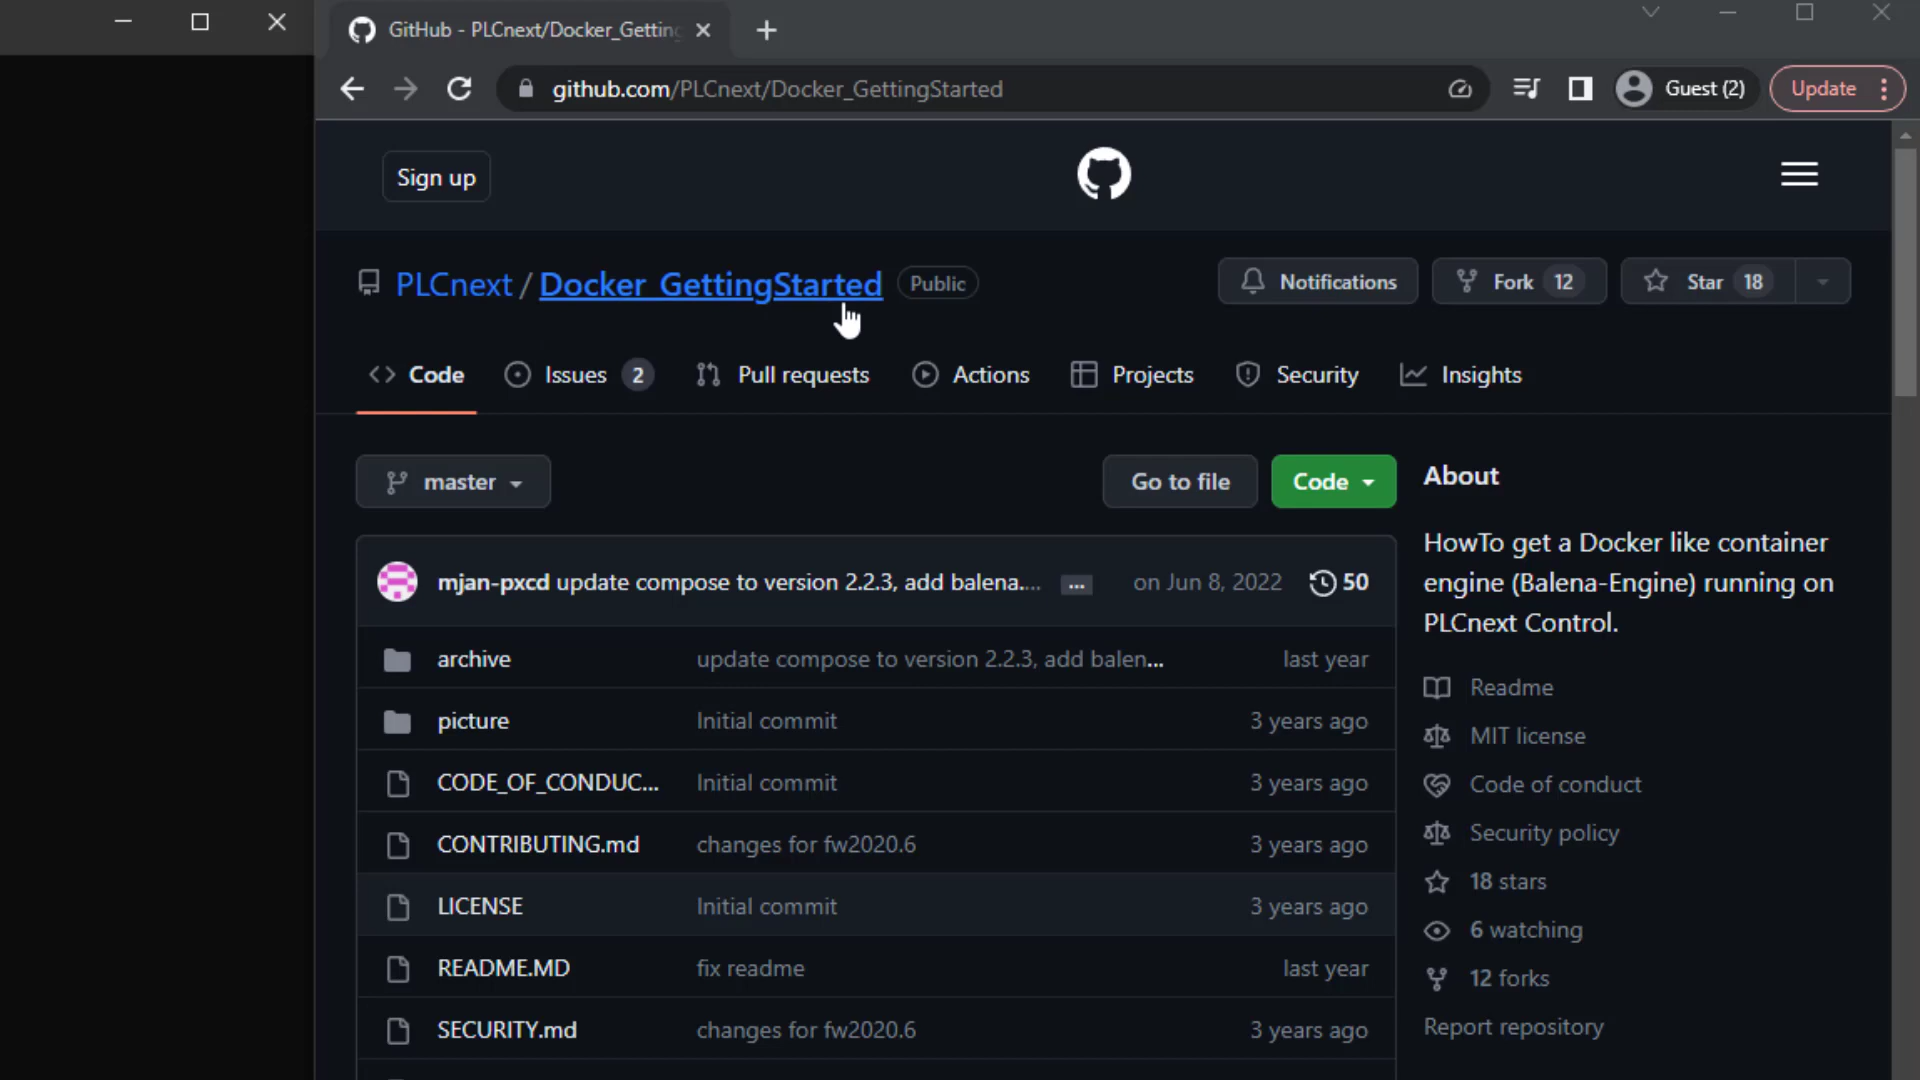 GitHub - PLCnext/Docker_Getting
github.com/PLCnext/Docker_GettingStarted
Guest (2)
Update
Sign up
PLCnext / Docker_GettingStarted
Public
Notifications
Fork 12
Star 18
Code
Issues 2
Pull requests
Actions
Projects
Security
Insights
master
Go to file
Code
About
HowTo get a Docker like container
engine (Balena-Engine) running on
PLCnext Control.
mjan-pxcd update compose to version 2.2.3, add balena.... ... on Jun 8, 2022 50
archive update compose to version 2.2.3, add balen... last year
picture Initial commit 3 years ago
CODE_OF_CONDUC... Initial commit 3 years ago
CONTRIBUTING.md changes for fw2020.6 3 years ago
LICENSE Initial commit 3 years ago
README.MD fix readme last year
SECURITY.md changes for fw2020.6 3 years ago
Readme
MIT license
Code of conduct
Security policy
18 stars
6 watching
12 forks
Report repository